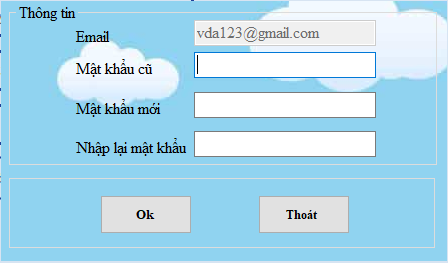 Thông tin
Email vda123@gmail.com
Mật khẩu cũ
Mật khẩu mới
Nhập lại mật khẩu
Ok Thoát